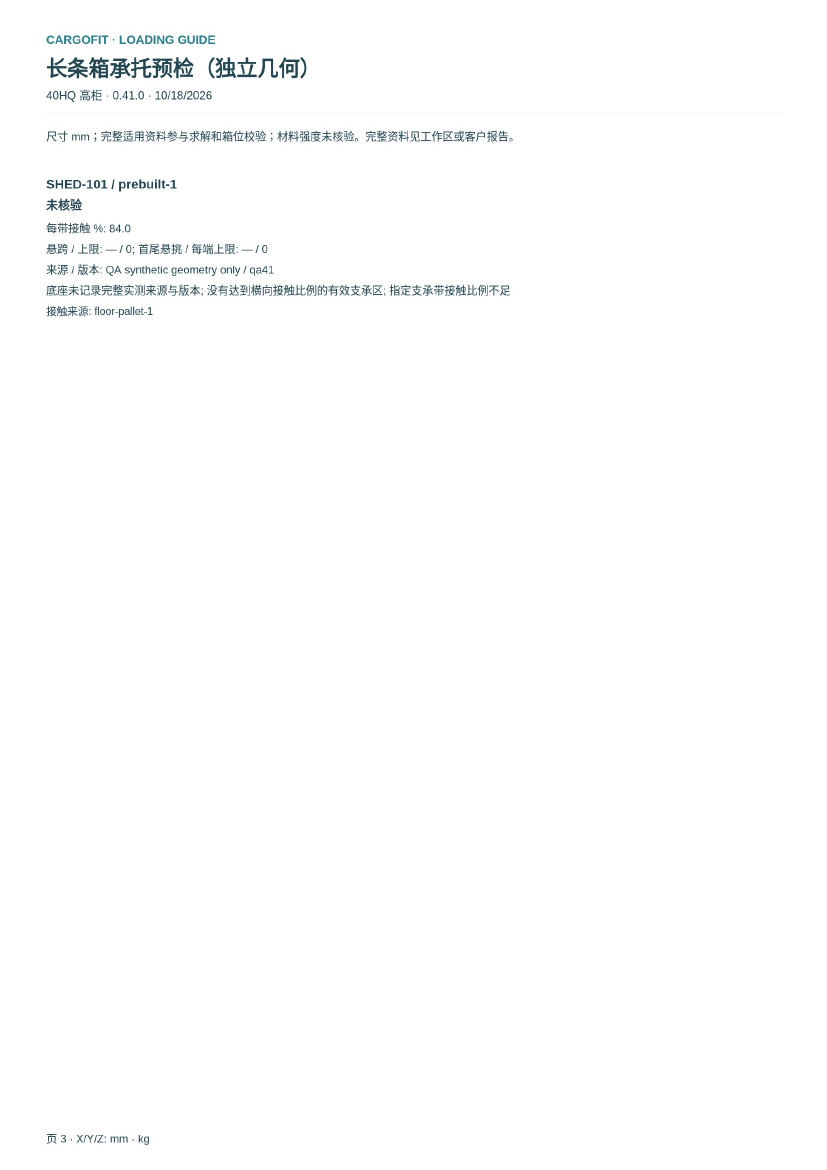 CARGOFIT · LOADING GUIDE
长条箱承托预检（独立几何）
40HQ 高柜 · 0.41.0 · 10/18/2026
尺寸 mm；完整适用资料参与求解和箱位校验；材料强度未核验。完整资料见工作区或客户报告。
SHED-101 / prebuilt-1
未核验
每带接触 %: 84.0
悬跨 / 上限: — / 0; 首尾悬挑 / 每端上限: — / 0
来源 / 版本: QA synthetic geometry only / qa41
底座未记录完整实测来源与版本; 没有达到横向接触比例的有效支承区; 指定支承带接触比例不足
接触来源: floor-pallet-1
页 3 · X/Y/Z: mm · kg